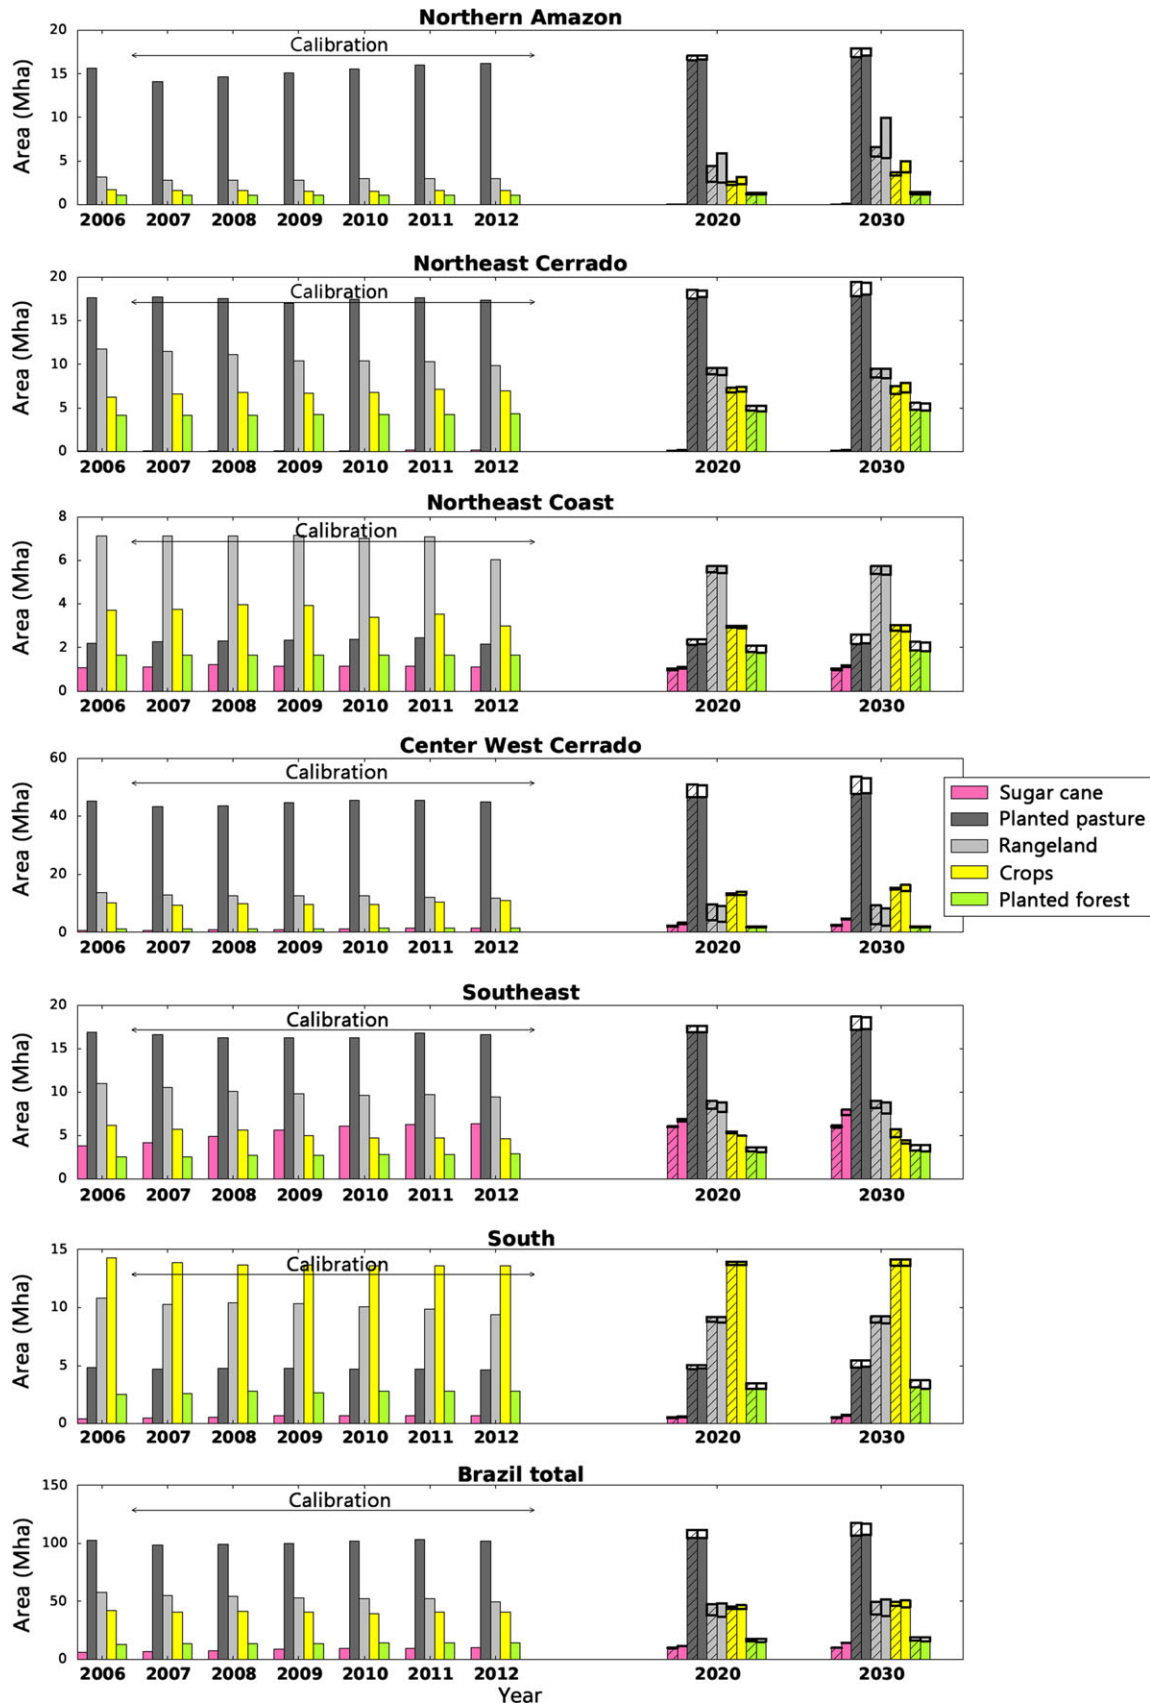 Northern Amazon
20
15
10
5
0
Area (Mha)
Calibration
2006 2007 2008 2009 2010 2011 2012 2020 2030
Northeast Cerrado
20
15
10
5
0
Area (Mha)
Calibration
2006 2007 2008 2009 2010 2011 2012 2020 2030
Northeast Coast
8
6
4
2
0
Area (Mha)
Calibration
2006 2007 2008 2009 2010 2011 2012 2020 2030
Center West Cerrado
60
40
20
0
Area (Mha)
Calibration
2006 2007 2008 2009 2010 2011 2012 2020 2030
Sugar cane
Planted pasture
Rangeland
Crops
Planted forest
Southeast
20
15
10
5
0
Area (Mha)
Calibration
2006 2007 2008 2009 2010 2011 2012 2020 2030
South
15
10
5
0
Area (Mha)
Calibration
2006 2007 2008 2009 2010 2011 2012 2020 2030
Brazil total
150
100
50
0
Area (Mha)
Calibration
2006 2007 2008 2009 2010 2011 2012 2020 2030
Year